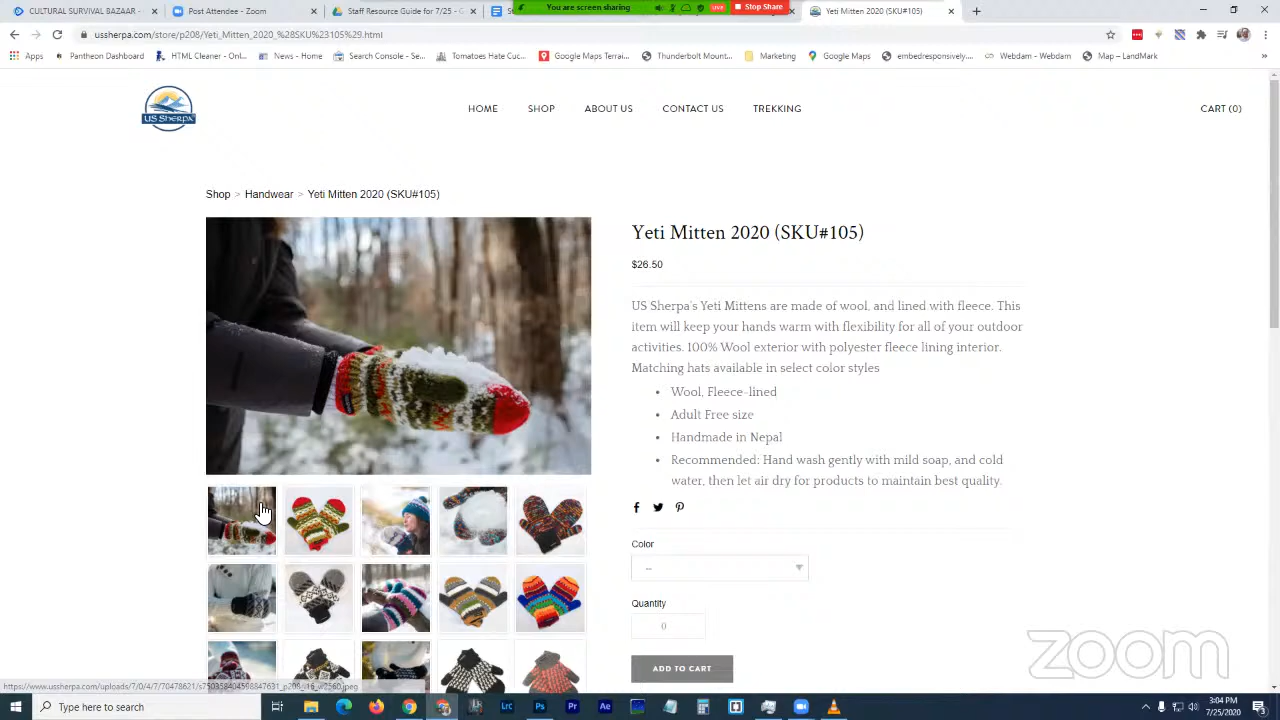 CULTURAL SURVIVAL BAZAAR -
Post Attendee - Zoom
Staff Resource Guide for 7/25 - G
You are screen sharing
LIVE
Stop Share
Yeti Mitten 2020 (SKU#105)
ussherpa.com/store/p208/Yeti_Mitten_2020_%28SKU%23105%29.html
Apps
Pantheon Dashboard
HTML Cleaner - Onl...
News - Home
Search Console - Se...
Tomatoes Hate Cu...
Google Maps Terrai...
Thunderbolt Mount...
Marketing
Google Maps
embedresponsively....
Webdam - Webdam
Map – LandMark
US Sherpa
HOME
SHOP
ABOUT US
CONTACT US
TREKKING
CART (0)
Shop > Handwear > Yeti Mitten 2020 (SKU#105)
Yeti Mitten 2020 (SKU#105)
$26.50
US Sherpa's Yeti Mittens are made of wool, and lined with fleece. This
item will keep your hands warm with flexibility for all of your outdoor
activities. 100% Wool exterior with polyester fleece lining interior.
Matching hats available in select color styles
• Wool, Fleece-lined
• Adult Free size
• Handmade in Nepal
• Recommended: Hand wash gently with mild soap, and cold
water, then let air dry for products to maintain best quality.
Color
--
Quantity
0
ADD TO CART
zoom
Type here to search
3:04 PM
7/25/2020